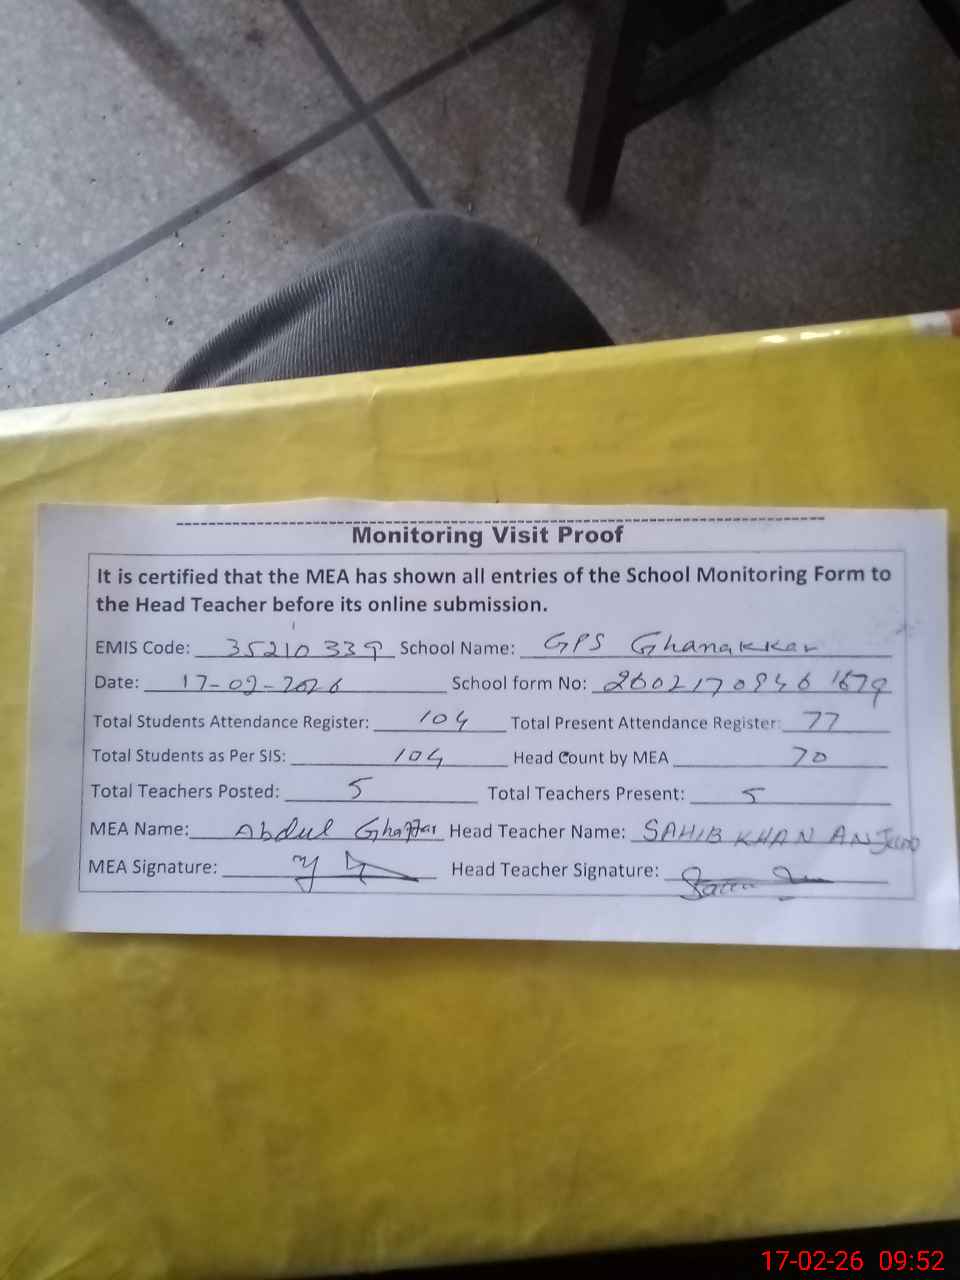 Monitoring Visit Proof
It is certified that the MEA has shown all entries of the School Monitoring Form to
the Head Teacher before its online submission.
EMIS Code: 35210339 School Name: GPS Ghanakkar
Date: 17-02-2026 School form No: 2602170946 1679
Total Students Attendance Register: 104 Total Present Attendance Register: 77
Total Students as Per SIS: 104 Head Count by MEA 70
Total Teachers Posted: 5 Total Teachers Present: 5
MEA Name: Abdul Ghaffar Head Teacher Name: SAHIB KHAN ANJUM
MEA Signature: Head Teacher Signature:
17-02-26 09:52